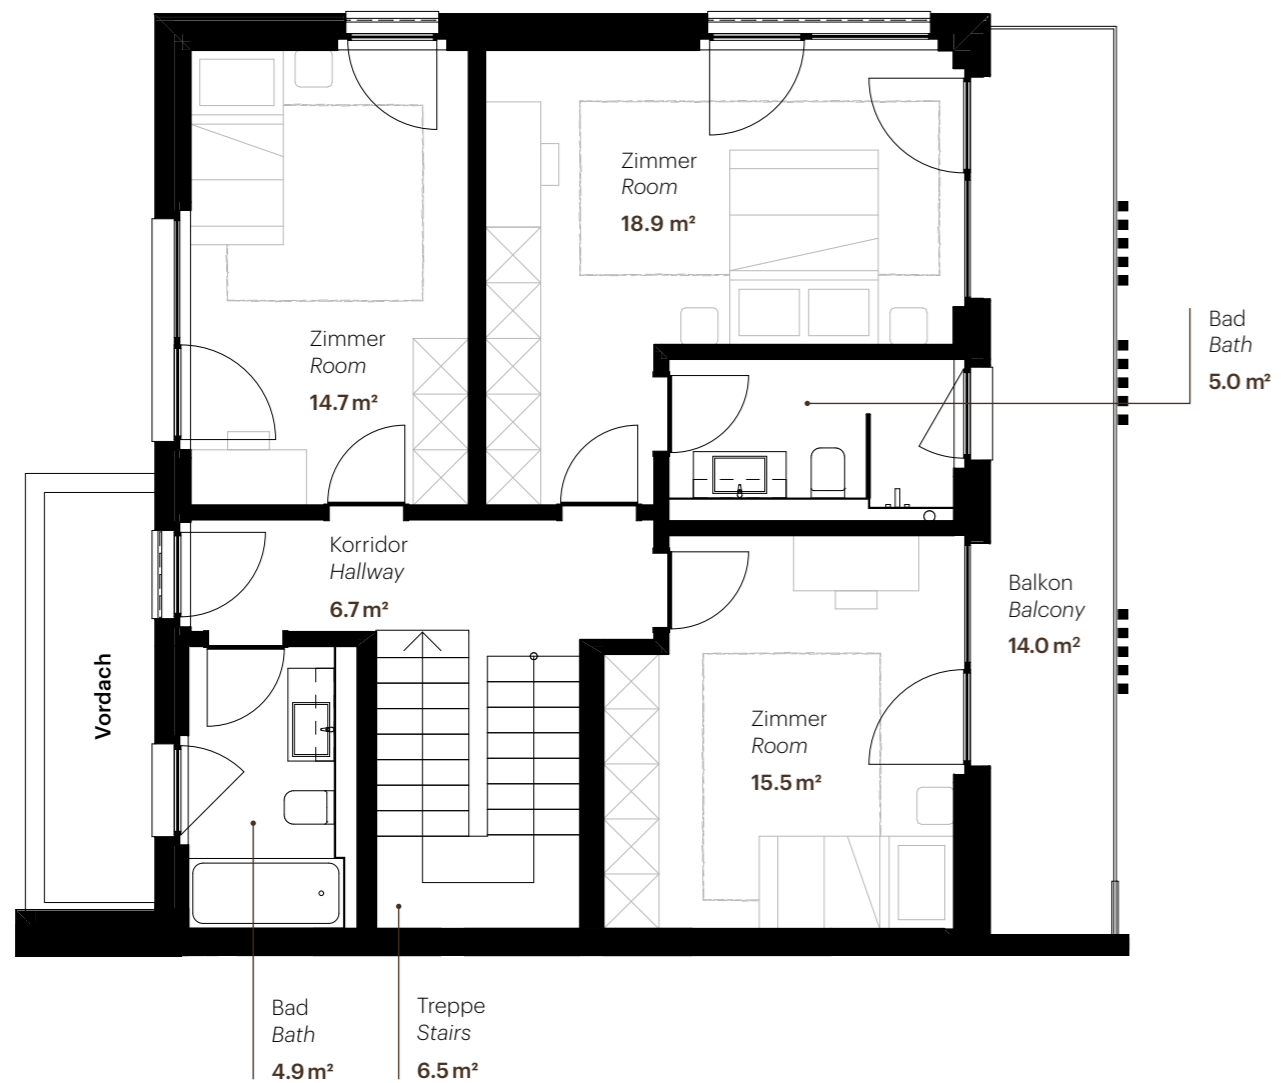 Zimmer
Room
18.9 m²
Zimmer
Room
14.7 m²
Bad
Bath
5.0 m²
Korridor
Hallway
6.7 m²
Balkon
Balcony
14.0 m²
Vordach
Zimmer
Room
15.5 m²
Bad
Bath
4.9 m²
Treppe
Stairs
6.5 m²